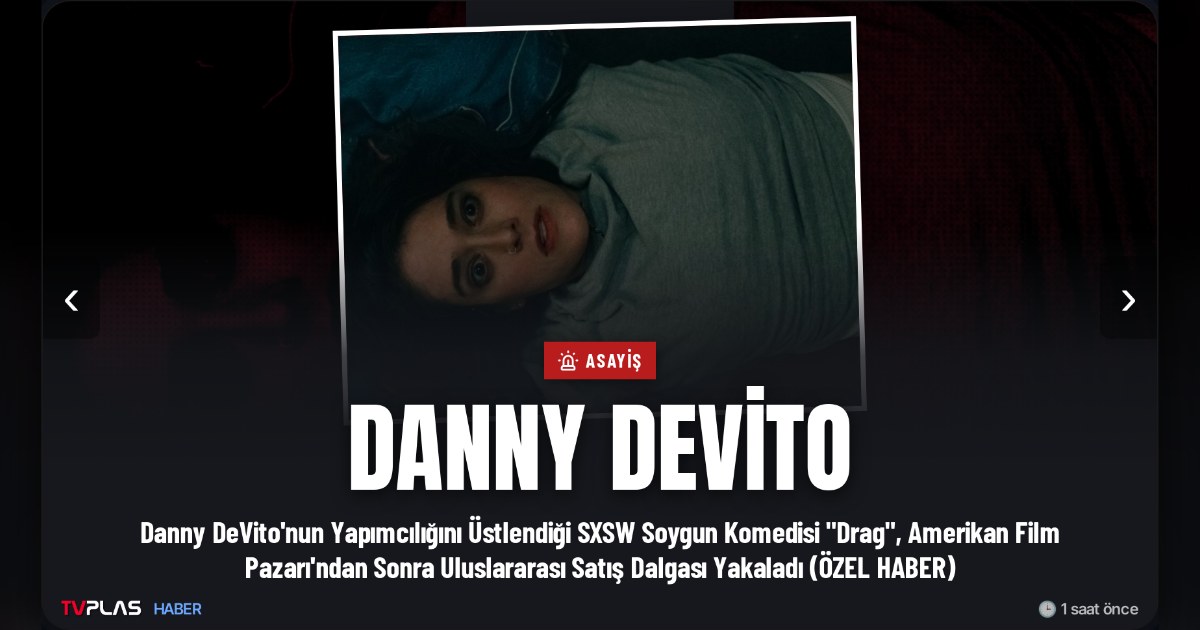 ASAYİŞ
DANNY DEVİTO
Danny DeVito'nun Yapımcılığını Üstlendiği SXSW Soygun Komedisi "Drag", Amerikan Film
Pazarı'ndan Sonra Uluslararası Satış Dalgası Yakaladı (ÖZEL HABER)
TVPLAS HABER
1 saat önce